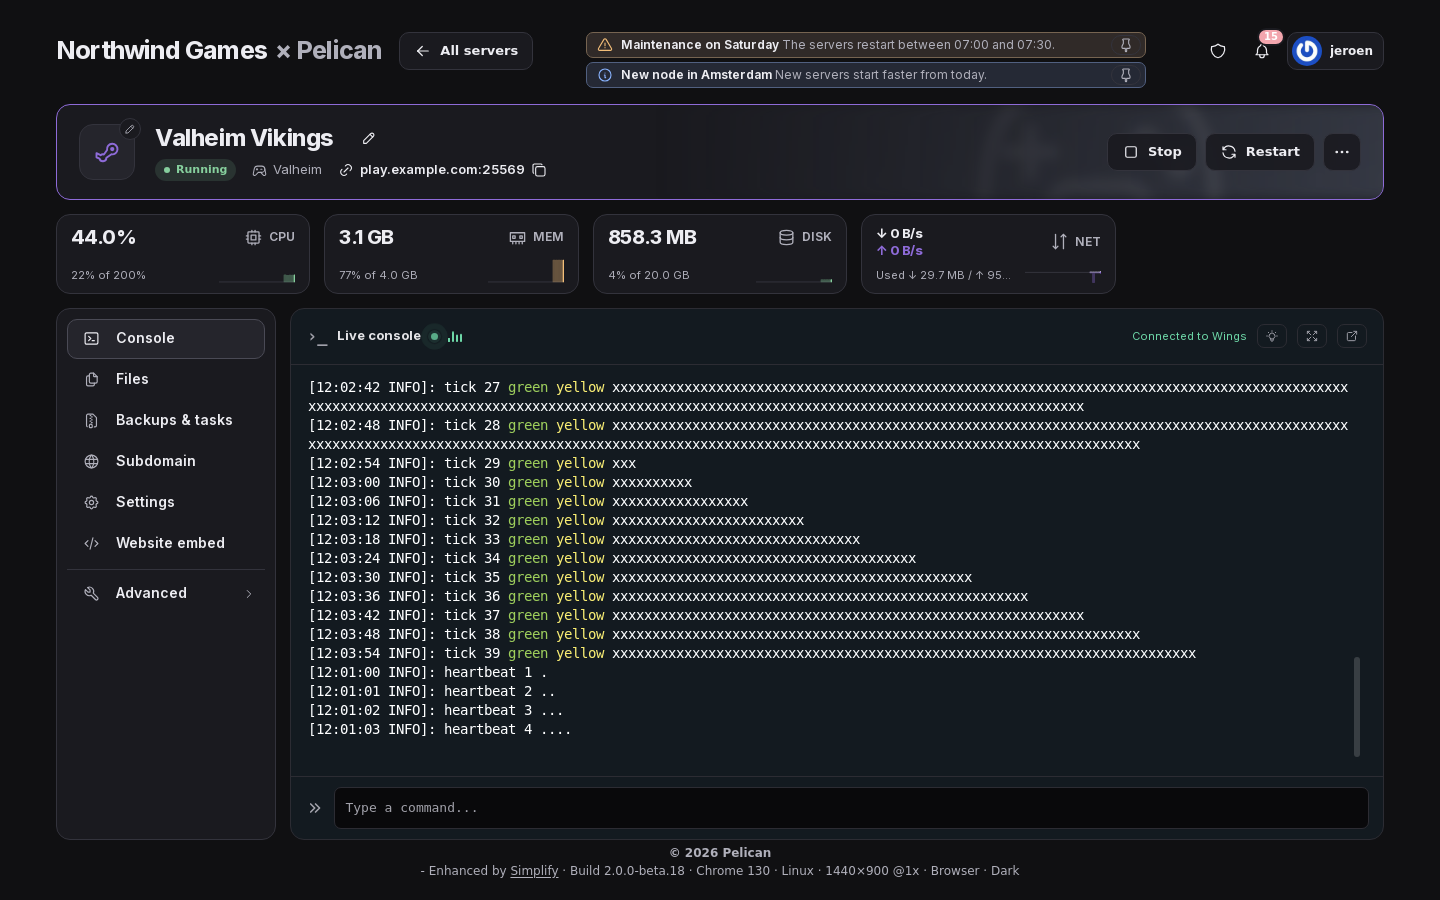 Northwind Games × Pelican
All servers
Maintenance on Saturday The servers restart between 07:00 and 07:30.
New node in Amsterdam New servers start faster from today.
15
jeroen
Valheim Vikings
Running
Valheim
play.example.com:25569
Stop
Restart
44.0%
CPU
22% of 200%
3.1 GB
MEM
77% of 4.0 GB
858.3 MB
DISK
4% of 20.0 GB
↓ 0 B/s
↑ 0 B/s
NET
Used ↓ 29.7 MB / ↑ 95...
Console
Files
Backups & tasks
Subdomain
Settings
Website embed
Advanced
Live console
Connected to Wings
[12:02:42 INFO]: tick 27 green yellow xxxxxxxxxxxxxxxxxxxxxxxxxxxxxxxxxxxxxxxxxxxxxxxxxxxxxxxxxxxxxxxxxxxxxxxxxxxxxxxxxxxxxxxxxxxx
xxxxxxxxxxxxxxxxxxxxxxxxxxxxxxxxxxxxxxxxxxxxxxxxxxxxxxxxxxxxxxxxxxxxxxxxxxxxxxxxxxxxxxxxxxxxxxxxx
[12:02:48 INFO]: tick 28 green yellow xxxxxxxxxxxxxxxxxxxxxxxxxxxxxxxxxxxxxxxxxxxxxxxxxxxxxxxxxxxxxxxxxxxxxxxxxxxxxxxxxxxxxxxxxxxx
xxxxxxxxxxxxxxxxxxxxxxxxxxxxxxxxxxxxxxxxxxxxxxxxxxxxxxxxxxxxxxxxxxxxxxxxxxxxxxxxxxxxxxxxxxxxxxxxxxxxxxxx
[12:02:54 INFO]: tick 29 green yellow xxx
[12:03:00 INFO]: tick 30 green yellow xxxxxxxxxx
[12:03:06 INFO]: tick 31 green yellow xxxxxxxxxxxxxxxxx
[12:03:12 INFO]: tick 32 green yellow xxxxxxxxxxxxxxxxxxxxxxxx
[12:03:18 INFO]: tick 33 green yellow xxxxxxxxxxxxxxxxxxxxxxxxxxxxxxx
[12:03:24 INFO]: tick 34 green yellow xxxxxxxxxxxxxxxxxxxxxxxxxxxxxxxxxxxxxx
[12:03:30 INFO]: tick 35 green yellow xxxxxxxxxxxxxxxxxxxxxxxxxxxxxxxxxxxxxxxxxxxxx
[12:03:36 INFO]: tick 36 green yellow xxxxxxxxxxxxxxxxxxxxxxxxxxxxxxxxxxxxxxxxxxxxxxxxxxxx
[12:03:42 INFO]: tick 37 green yellow xxxxxxxxxxxxxxxxxxxxxxxxxxxxxxxxxxxxxxxxxxxxxxxxxxxxxxxxxxx
[12:03:48 INFO]: tick 38 green yellow xxxxxxxxxxxxxxxxxxxxxxxxxxxxxxxxxxxxxxxxxxxxxxxxxxxxxxxxxxxxxxxxxx
[12:03:54 INFO]: tick 39 green yellow xxxxxxxxxxxxxxxxxxxxxxxxxxxxxxxxxxxxxxxxxxxxxxxxxxxxxxxxxxxxxxxxxxxxxxxxx
[12:01:00 INFO]: heartbeat 1 .
[12:01:01 INFO]: heartbeat 2 ..
[12:01:02 INFO]: heartbeat 3 ...
[12:01:03 INFO]: heartbeat 4 ....
Type a command...
© 2026 Pelican
- Enhanced by Simplify · Build 2.0.0-beta.18 · Chrome 130 · Linux · 1440×900 @1x · Browser · Dark